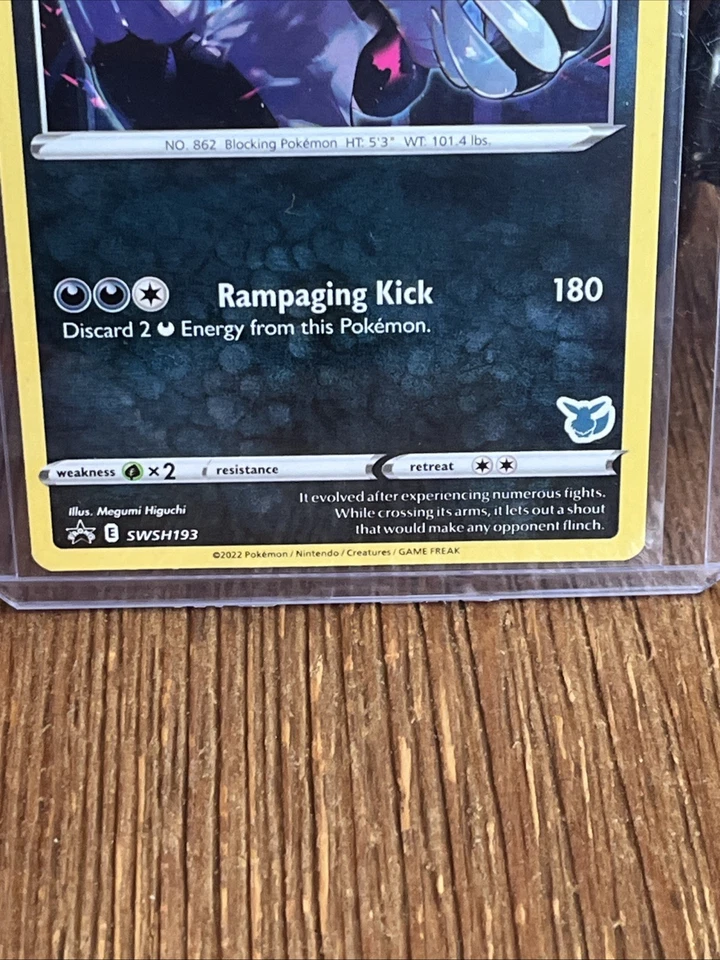 NO. 862 Blocking Pokémon HT: 5'3" WT: 101.4 lbs.
Rampaging Kick 180
Discard 2 Energy from this Pokémon.
weakness ×2 resistance retreat
Illus. Megumi Higuchi
E SWSH193
It evolved after experiencing numerous fights.
While crossing its arms, it lets out a shout
that would make any opponent flinch.
©2022 Pokémon / Nintendo / Creatures / GAME FREAK